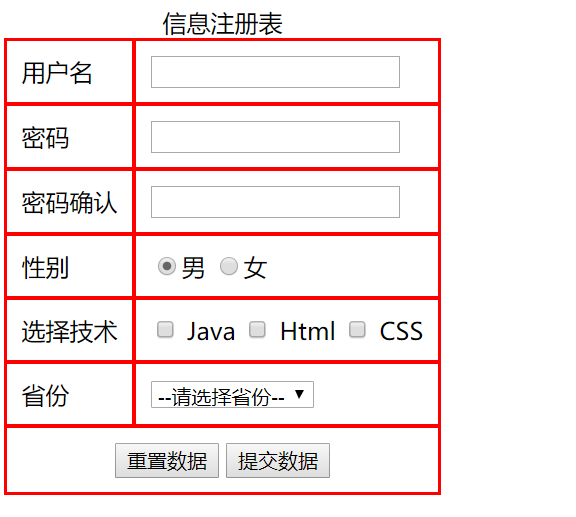 信息注册表
用户名
密码
密码确认
性别 男 女
选择技术 Java Html CSS
省份 --请选择省份--
重置数据 提交数据